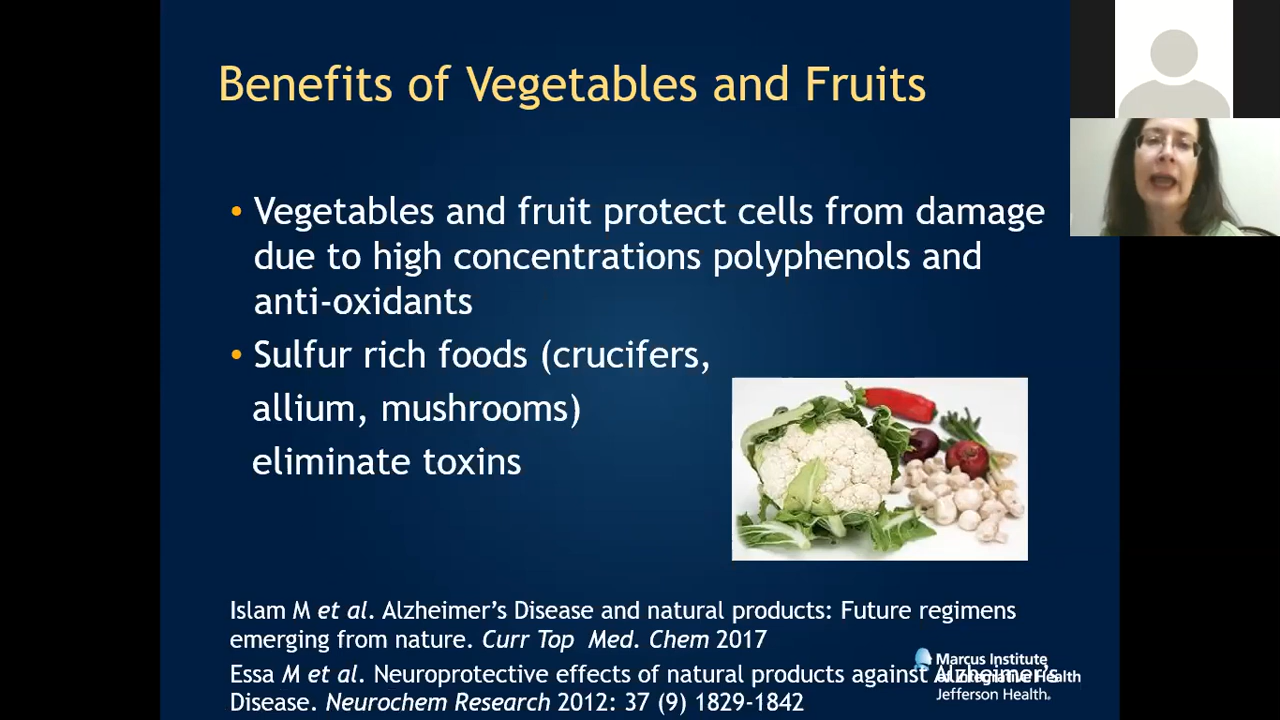 Benefits of Vegetables and Fruits
• Vegetables and fruit protect cells from damage
due to high concentrations polyphenols and
anti-oxidants
• Sulfur rich foods (crucifers,
allium, mushrooms)
eliminate toxins
Islam M et al. Alzheimer's Disease and natural products: Future regimens
emerging from nature. Curr Top Med. Chem 2017
Essa M et al. Neuroprotective effects of natural products against Alzheimer's
Disease. Neurochem Research 2012: 37 (9) 1829-1842
Marcus Institute
of Integrative Health
Jefferson Health.